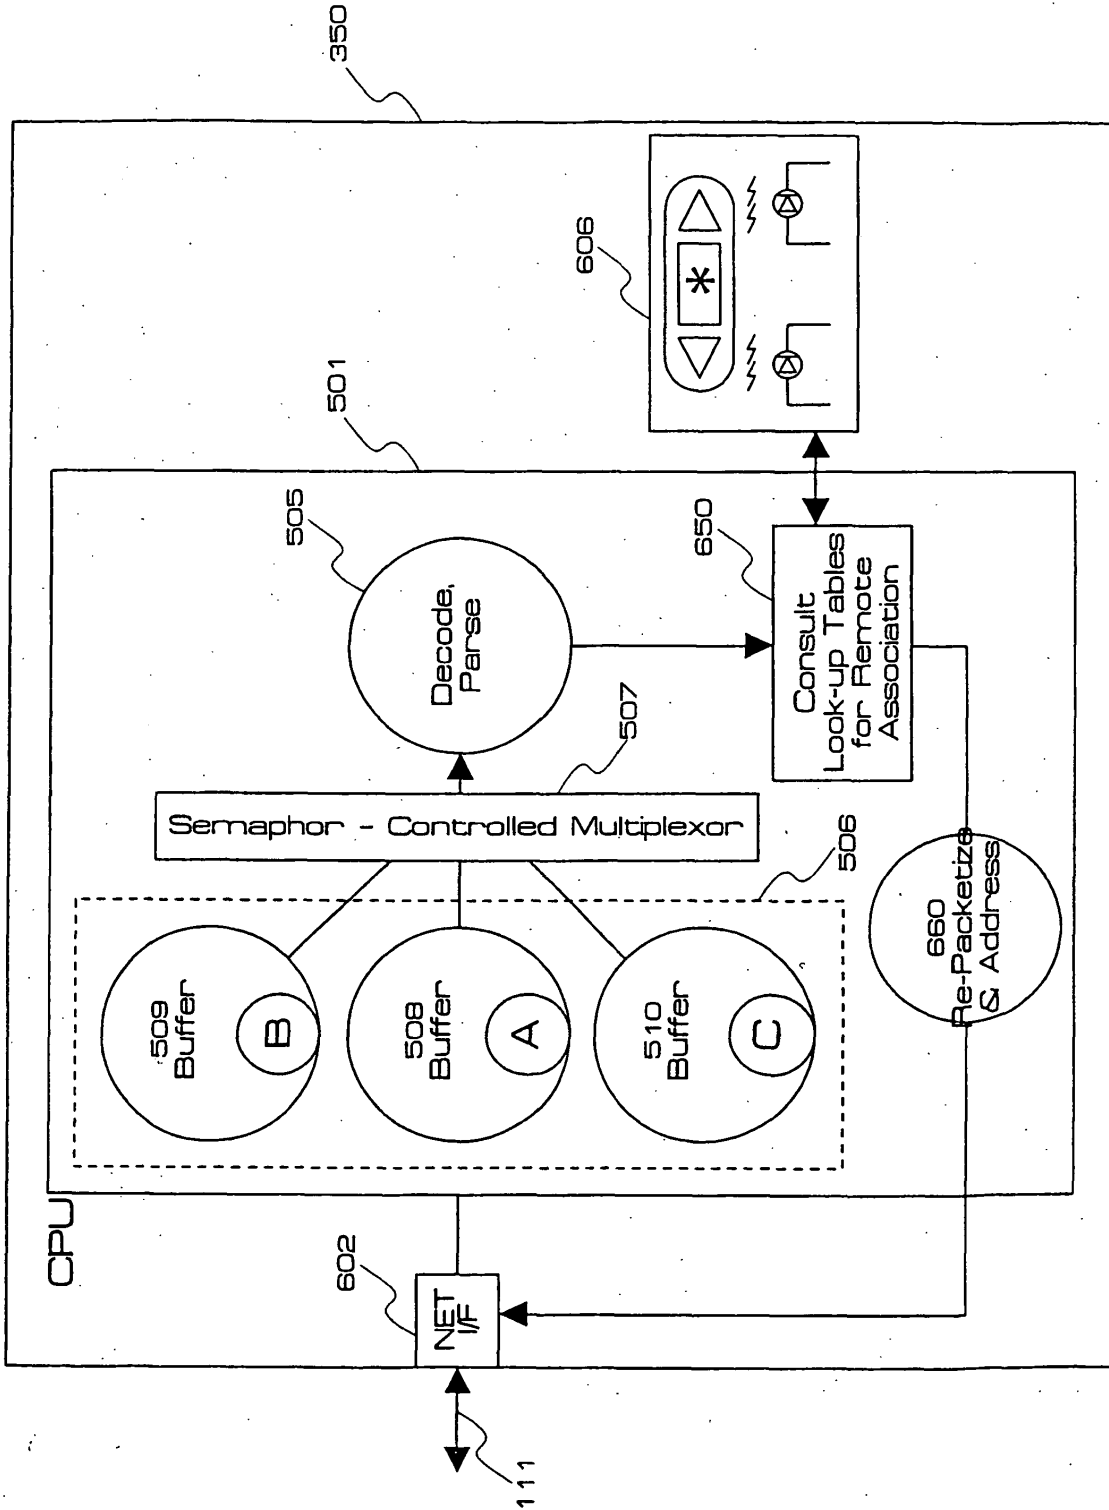 350
606
501
505
650
Decode,
Parse
Consult
Look-up Tables
for Remote
Association
507
Semaphor - Controlled Multiplexor
506
509
Buffer
B
508
Buffer
A
510
Buffer
C
660
Re-Packetize
& Address
CPU
602
NET
I/F
111
*